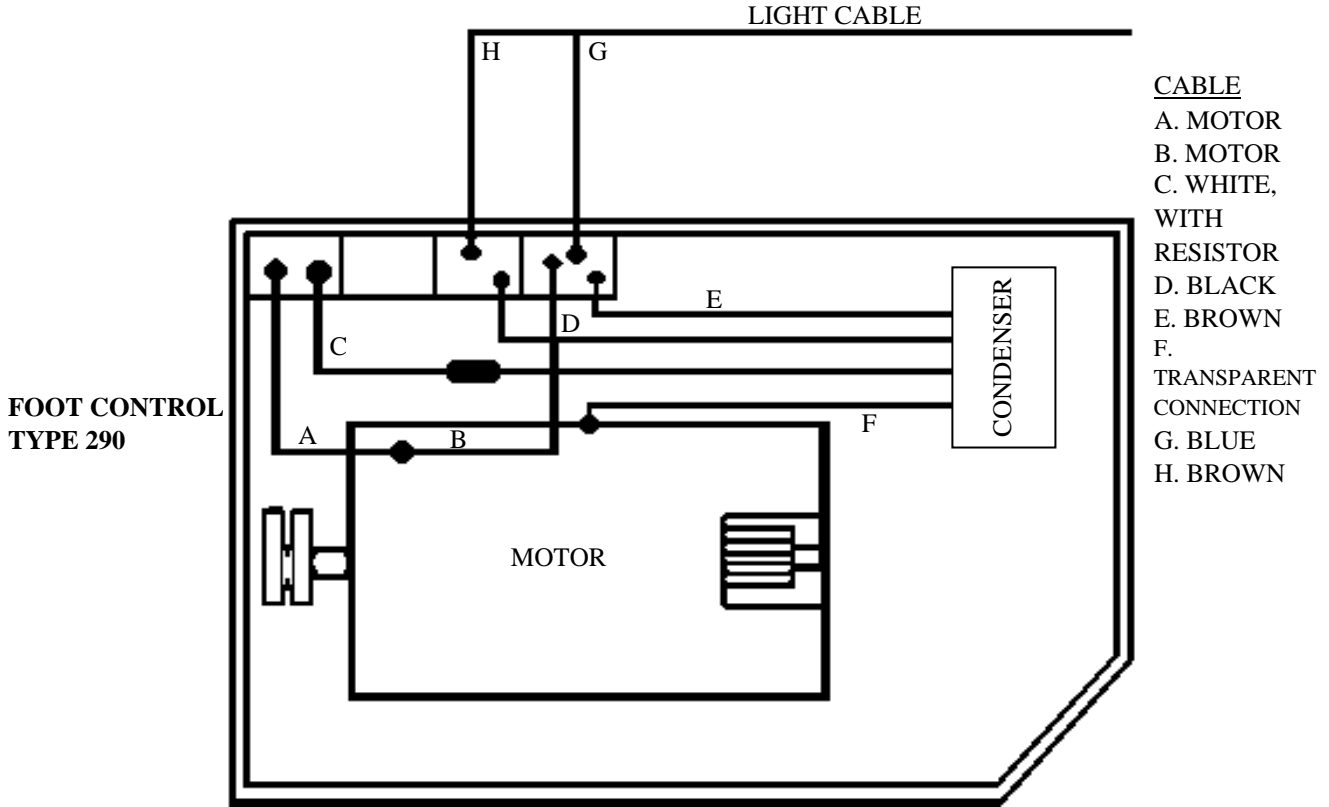 LIGHT CABLE
H
G
CABLE
A. MOTOR
B. MOTOR
C. WHITE,
WITH
RESISTOR
D. BLACK
E. BROWN
F.
TRANSPARENT
CONNECTION
G. BLUE
H. BROWN
E
D
C
CONDENSER
FOOT CONTROL
TYPE 290
A
B
F
MOTOR